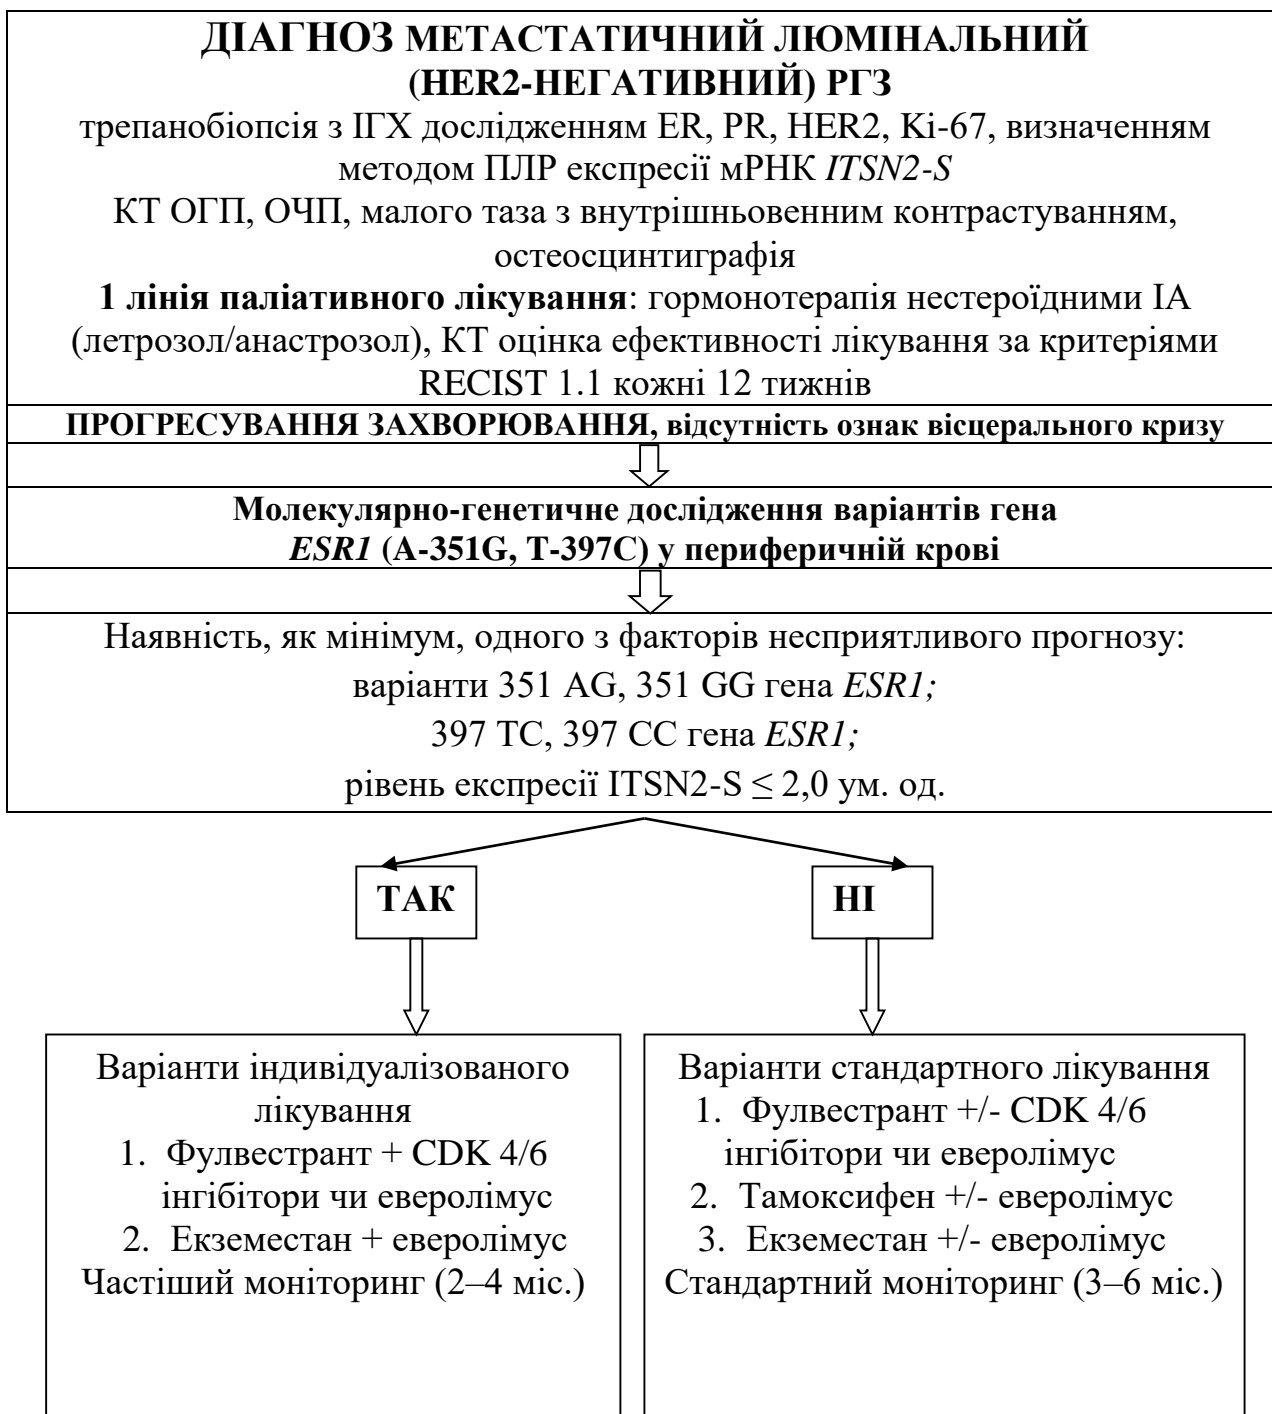 ДІАГНОЗ МЕТАСТАТИЧНИЙ ЛЮМІНАЛЬНИЙ
(HER2-НЕГАТИВНИЙ) РГЗ
трепанобіопсія з ІГХ дослідженням ER, PR, HER2, Ki-67, визначенням
методом ПЛР експресії мРНК ITSN2-S
КТ ОГП, ОЧП, малого таза з внутрішньовенним контрастуванням,
остеосцинтиграфія
1 лінія паліативного лікування: гормонотерапія нестероїдними ІА
(летрозол/анастрозол), КТ оцінка ефективності лікування за критеріями
RECIST 1.1 кожні 12 тижнів
ПРОГРЕСУВАННЯ ЗАХВОРЮВАННЯ, відсутність ознак вісцерального кризу
Молекулярно-генетичне дослідження варіантів гена
ESR1 (A-351G, T-397C) у периферичній крові
Наявність, як мінімум, одного з факторів несприятливого прогнозу:
варіанти 351 AG, 351 GG гена ESR1;
397 TC, 397 CC гена ESR1;
рівень експресії ITSN2-S ≤ 2,0 ум. од.
ТАК
НІ
Варіанти індивідуалізованого
лікування
1. Фулвестрант + CDK 4/6
інгібітори чи еверолімус
2. Екземестан + еверолімус
Частіший моніторинг (2–4 міс.)
Варіанти стандартного лікування
1. Фулвестрант +/- CDK 4/6
інгібітори чи еверолімус
2. Тамоксифен +/- еверолімус
3. Екземестан +/- еверолімус
Стандартний моніторинг (3–6 міс.)